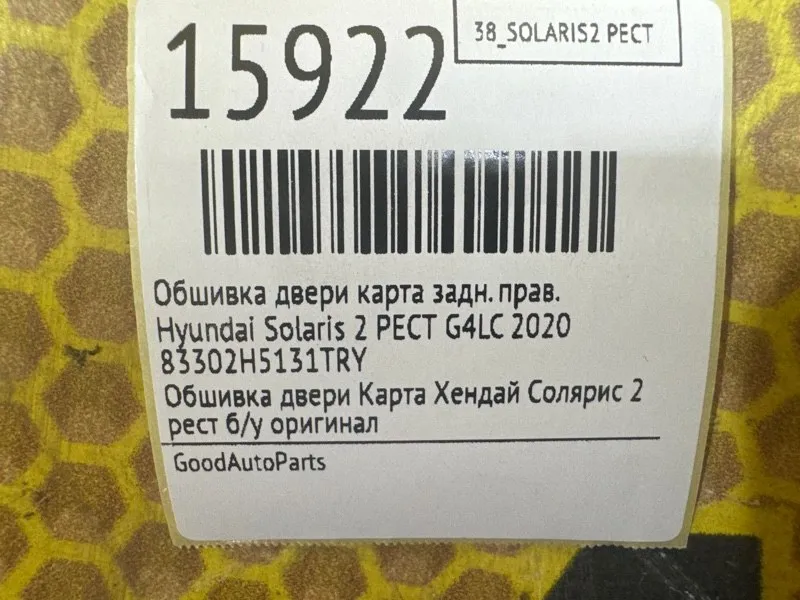 38_SOLARIS2 РЕСТ
15922
Обшивка двери карта задн. прав.
Hyundai Solaris 2 РЕСТ G4LC 2020
83302H5131TRY
Обшивка двери Карта Хендай Солярис 2
рест б/у оригинал
GoodAutoParts